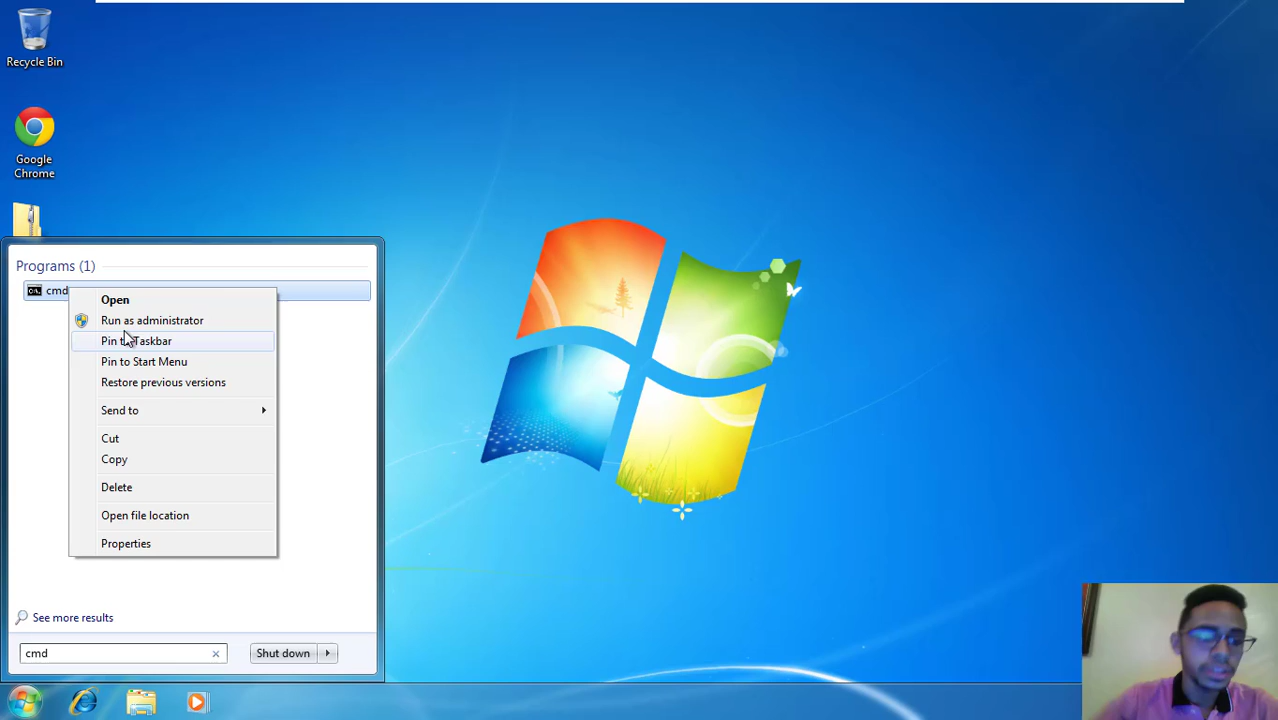 Recycle Bin
Google
Chrome
Programs (1)
cmd
Open
Run as administrator
Pin to Taskbar
Pin to Start Menu
Restore previous versions
Send to
Cut
Copy
Delete
Open file location
Properties
See more results
cmd
Shut down